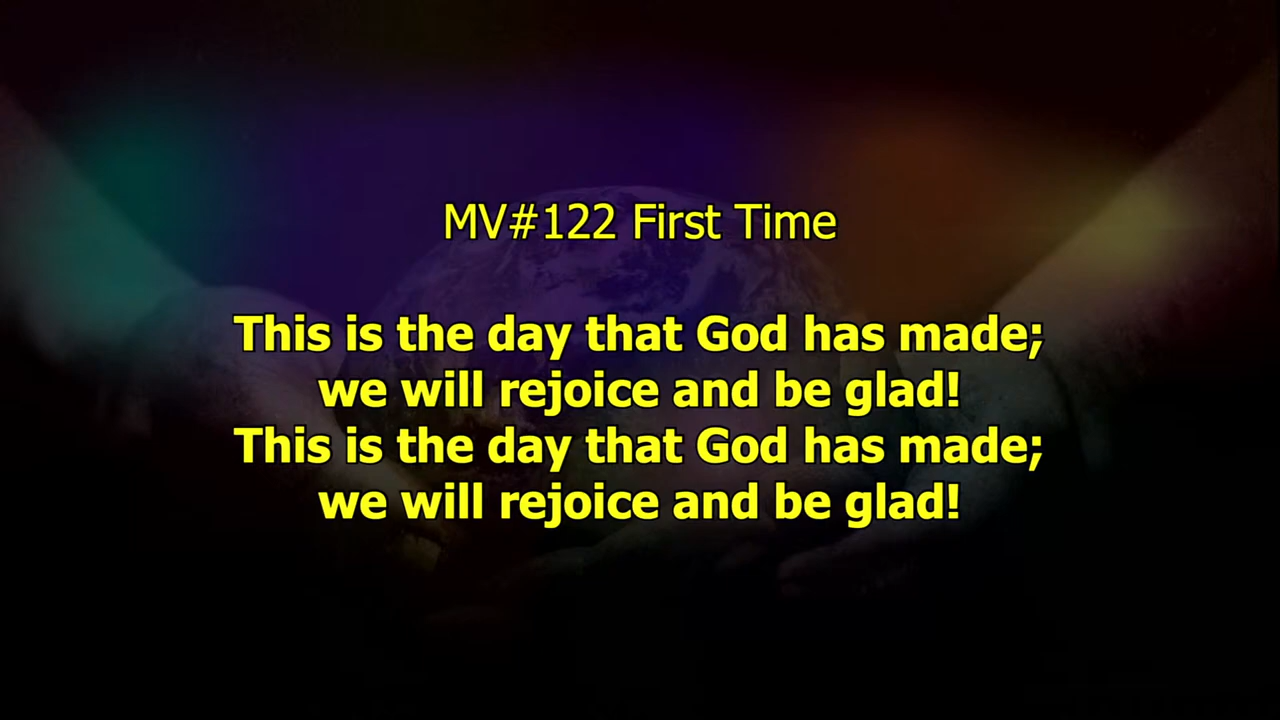 MV#122 First Time
This is the day that God has made;
we will rejoice and be glad!
This is the day that God has made;
we will rejoice and be glad!